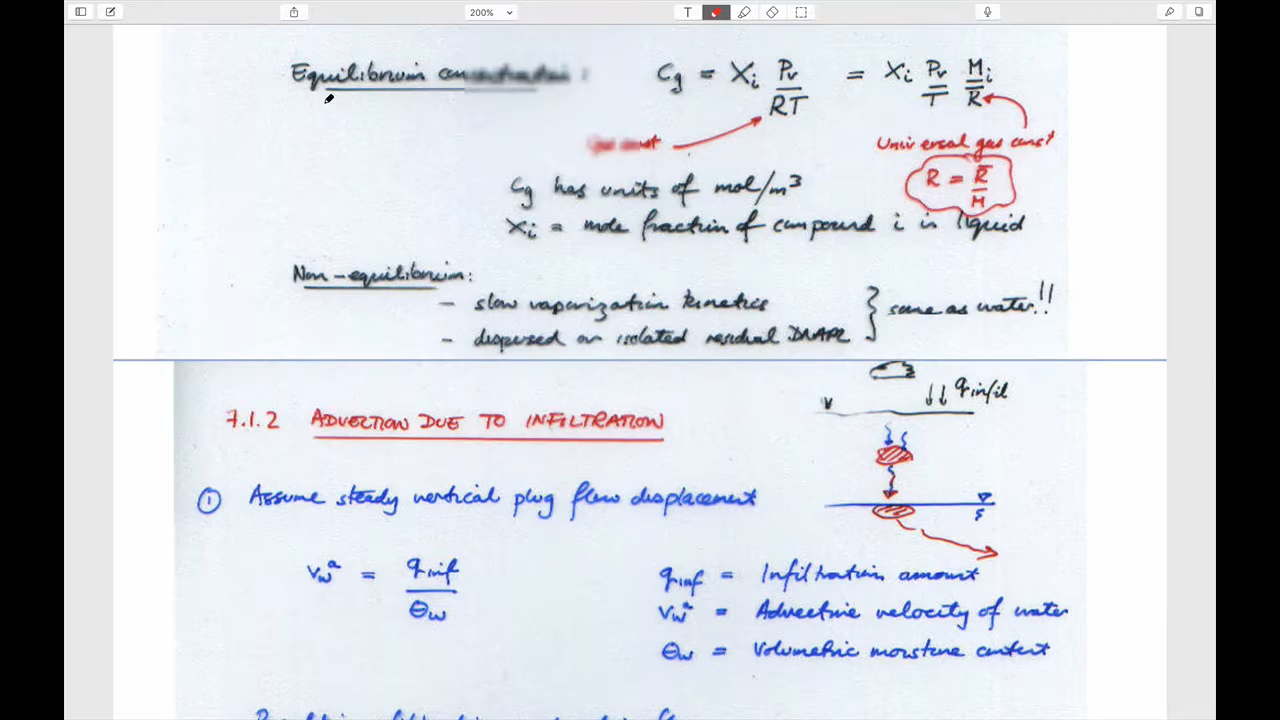 200%
T
Equilibrium
Cg = Xi Pv/RT = Xi Pv/T Mi/R̄
Universal gas const
R = R̄/M
Cg has units of mol/m³
Xi = mole fraction of compound i in liquid
Non-equilibrium:
- slow vaporization kinetics
- dispersed or isolated residual DNAPL } same as water!!
q infil
7.1.2 ADVECTION DUE TO INFILTRATION
① Assume steady vertical plug flow displacement
vwᵃ = q inf/θw
q inf = Infiltration amount
vwᵃ = Advective velocity of water
θw = Volumetric moisture content